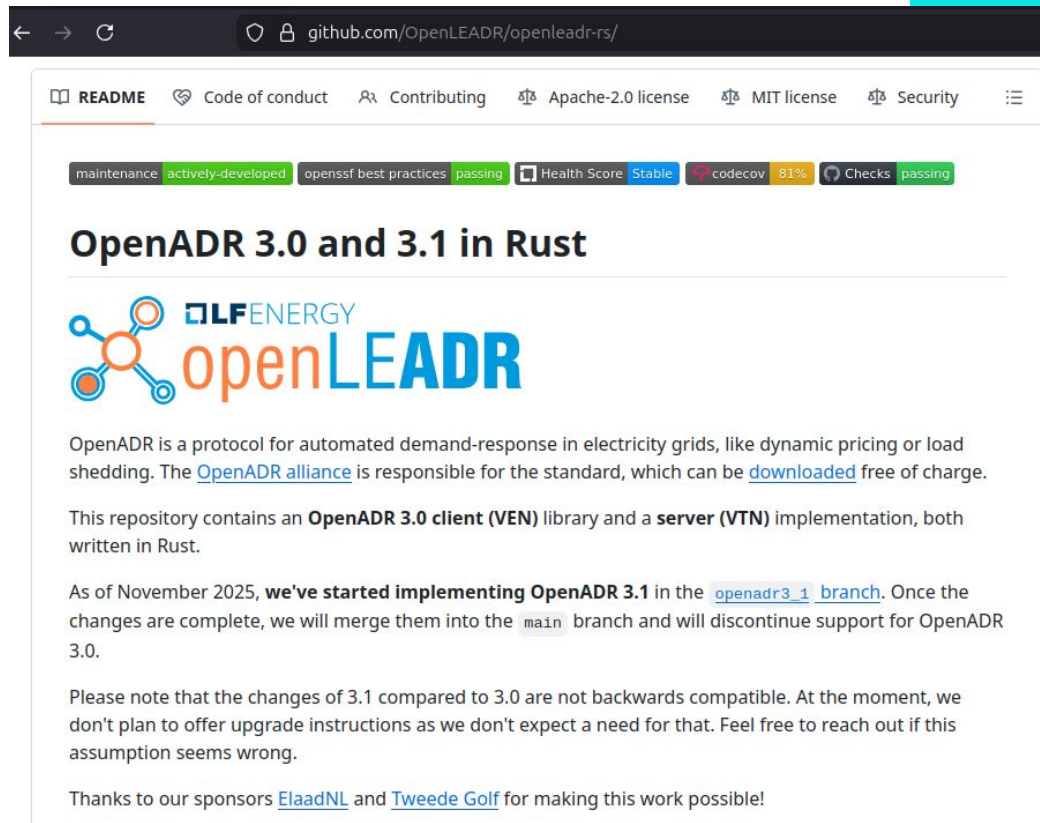 github.com/OpenLEADR/openleadr-rs/
README Code of conduct Contributing Apache-2.0 license MIT license Security
maintenance actively-developed openssf best practices passing Health Score Stable codecov 81% Checks passing
OpenADR 3.0 and 3.1 in Rust
LFENERGY
openLEADR
OpenADR is a protocol for automated demand-response in electricity grids, like dynamic pricing or load
shedding. The OpenADR alliance is responsible for the standard, which can be downloaded free of charge.
This repository contains an OpenADR 3.0 client (VEN) library and a server (VTN) implementation, both
written in Rust.
As of November 2025, we've started implementing OpenADR 3.1 in the openadr3_1 branch. Once the
changes are complete, we will merge them into the main branch and will discontinue support for OpenADR
3.0.
Please note that the changes of 3.1 compared to 3.0 are not backwards compatible. At the moment, we
don't plan to offer upgrade instructions as we don't expect a need for that. Feel free to reach out if this
assumption seems wrong.
Thanks to our sponsors ElaadNL and Tweede Golf for making this work possible!